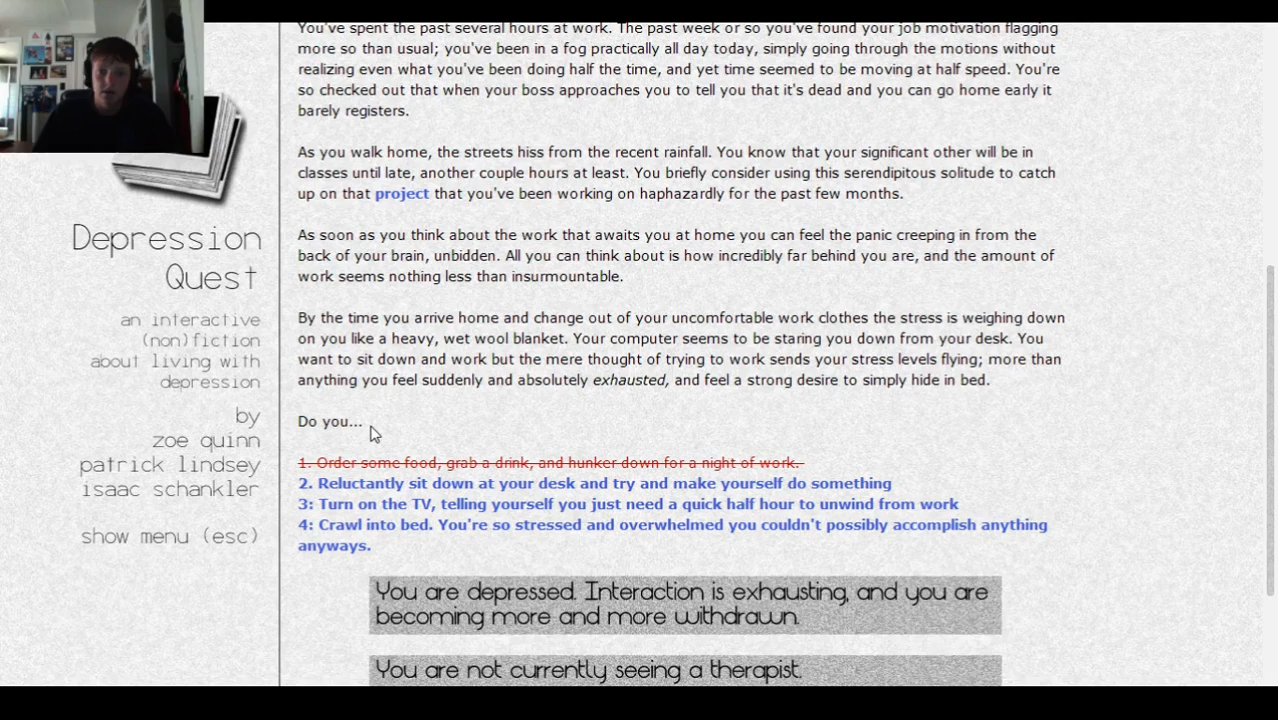 You've spent the past several hours at work. The past week or so you've found your job motivation flagging
more so than usual; you've been in a fog practically all day today, simply going through the motions without
realizing even what you've been doing half the time, and yet time seemed to be moving at half speed. You're
so checked out that when your boss approaches you to tell you that it's dead and you can go home early it
barely registers.
As you walk home, the streets hiss from the recent rainfall. You know that your significant other will be in
classes until late, another couple hours at least. You briefly consider using this serendipitous solitude to catch
up on that project that you've been working on haphazardly for the past few months.
As soon as you think about the work that awaits you at home you can feel the panic creeping in from the
back of your brain, unbidden. All you can think about is how incredibly far behind you are, and the amount of
work seems nothing less than insurmountable.
By the time you arrive home and change out of your uncomfortable work clothes the stress is weighing down
on you like a heavy, wet wool blanket. Your computer seems to be staring you down from your desk. You
want to sit down and work but the mere thought of trying to work sends your stress levels flying; more than
anything you feel suddenly and absolutely exhausted, and feel a strong desire to simply hide in bed.
Do you...
1. Order some food, grab a drink, and hunker down for a night of work.
2. Reluctantly sit down at your desk and try and make yourself do something
3: Turn on the TV, telling yourself you just need a quick half hour to unwind from work
4: Crawl into bed. You're so stressed and overwhelmed you couldn't possibly accomplish anything
anyways.
You are depressed. Interaction is exhausting, and you are
becoming more and more withdrawn.
You are not currently seeing a therapist.
Depression
Quest
an interactive
(non)fiction
about living with
depression
by
zoe quinn
patrick lindsey
isaac schankler
show menu (esc)